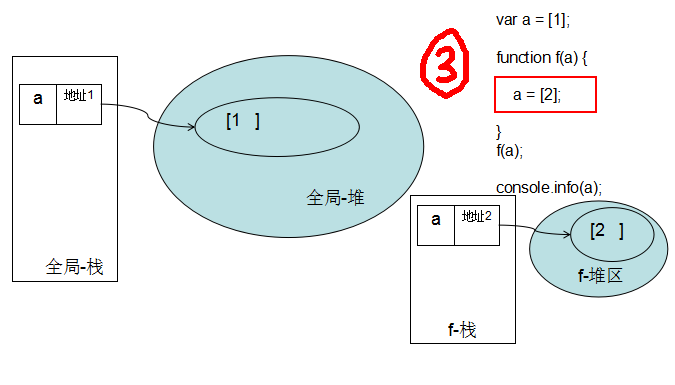 var a = [1];
③
function f(a) {
a = [2];
}
f(a);
console.info(a);
a 地址1
[1 ]
全局-堆
全局-栈
a 地址2
[2 ]
f-堆区
f-栈